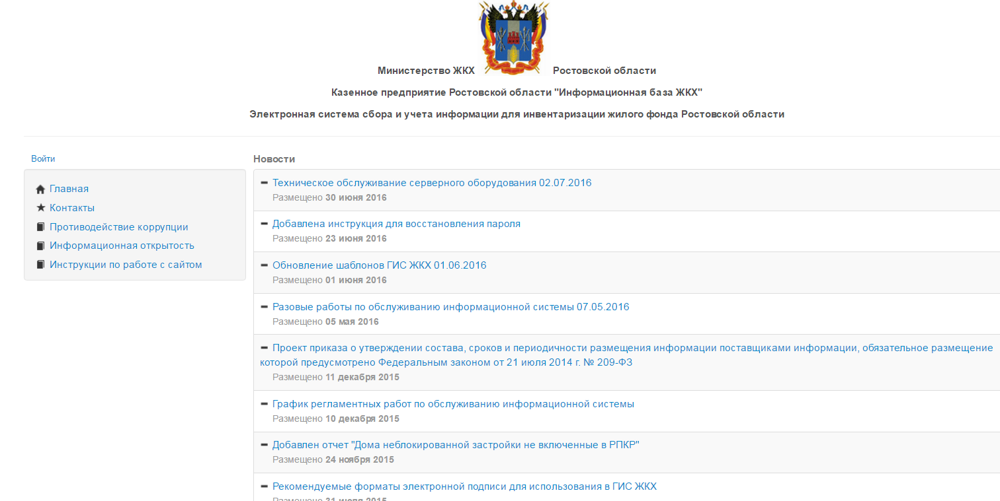 Министерство ЖКХ Ростовской области
Казенное предприятие Ростовской области "Информационная база ЖКХ"
Электронная система сбора и учета информации для инвентаризации жилого фонда Ростовской области
Войти
Главная
Контакты
Противодействие коррупции
Информационная открытость
Инструкции по работе с сайтом
Новости
Техническое обслуживание серверного оборудования 02.07.2016
Размещено 30 июня 2016
Добавлена инструкция для восстановления пароля
Размещено 23 июня 2016
Обновление шаблонов ГИС ЖКХ 01.06.2016
Размещено 01 июня 2016
Разовые работы по обслуживанию информационной системы 07.05.2016
Размещено 05 мая 2016
Проект приказа о утверждении состава, сроков и периодичности размещения информации поставщиками информации, обязательное размещение
которой предусмотрено Федеральным законом от 21 июля 2014 г. № 209-ФЗ
Размещено 11 декабря 2015
График регламентных работ по обслуживанию информационной системы
Размещено 10 декабря 2015
Добавлен отчет "Дома неблокированной застройки не включенные в РПКР"
Размещено 24 ноября 2015
Рекомендуемые форматы электронной подписи для использования в ГИС ЖКХ
Размещено 31 июля 2015